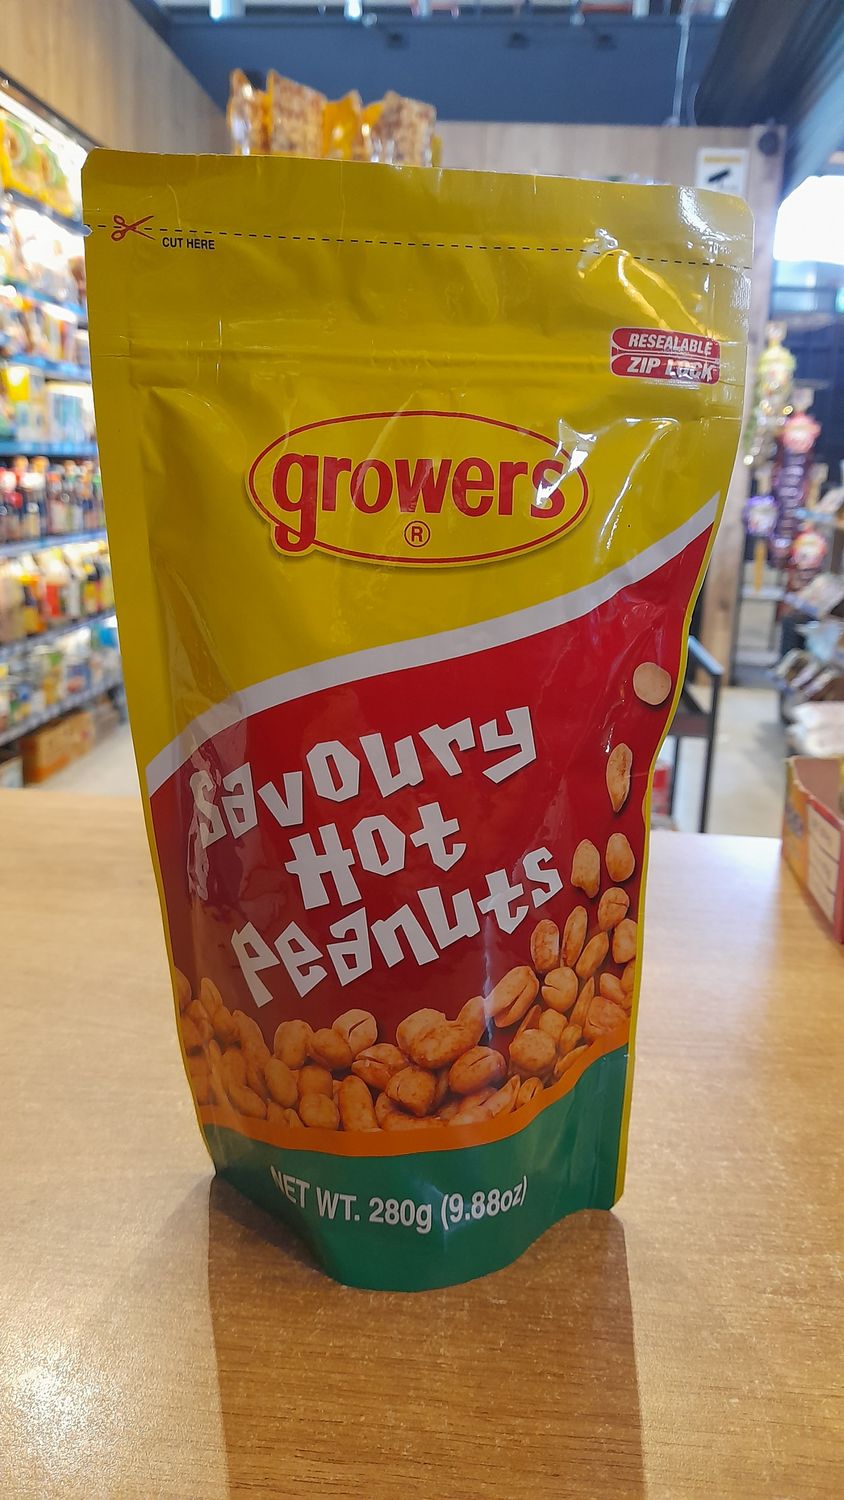 CUT HERE
RESEALABLE
ZIP LOCK
growers
®
Savoury
Hot
Peanuts
NET WT. 280g (9.88oz)